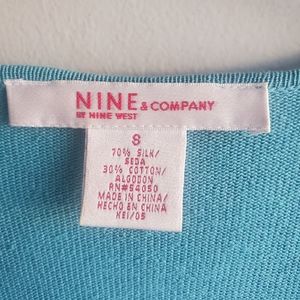 NINE & COMPANY
BY NINE WEST
8
70% SILK/
SEDA
30% COTTON/
ALGODON
RN#54050
MADE IN CHINA/
HECHO EN CHINA
KEI/05